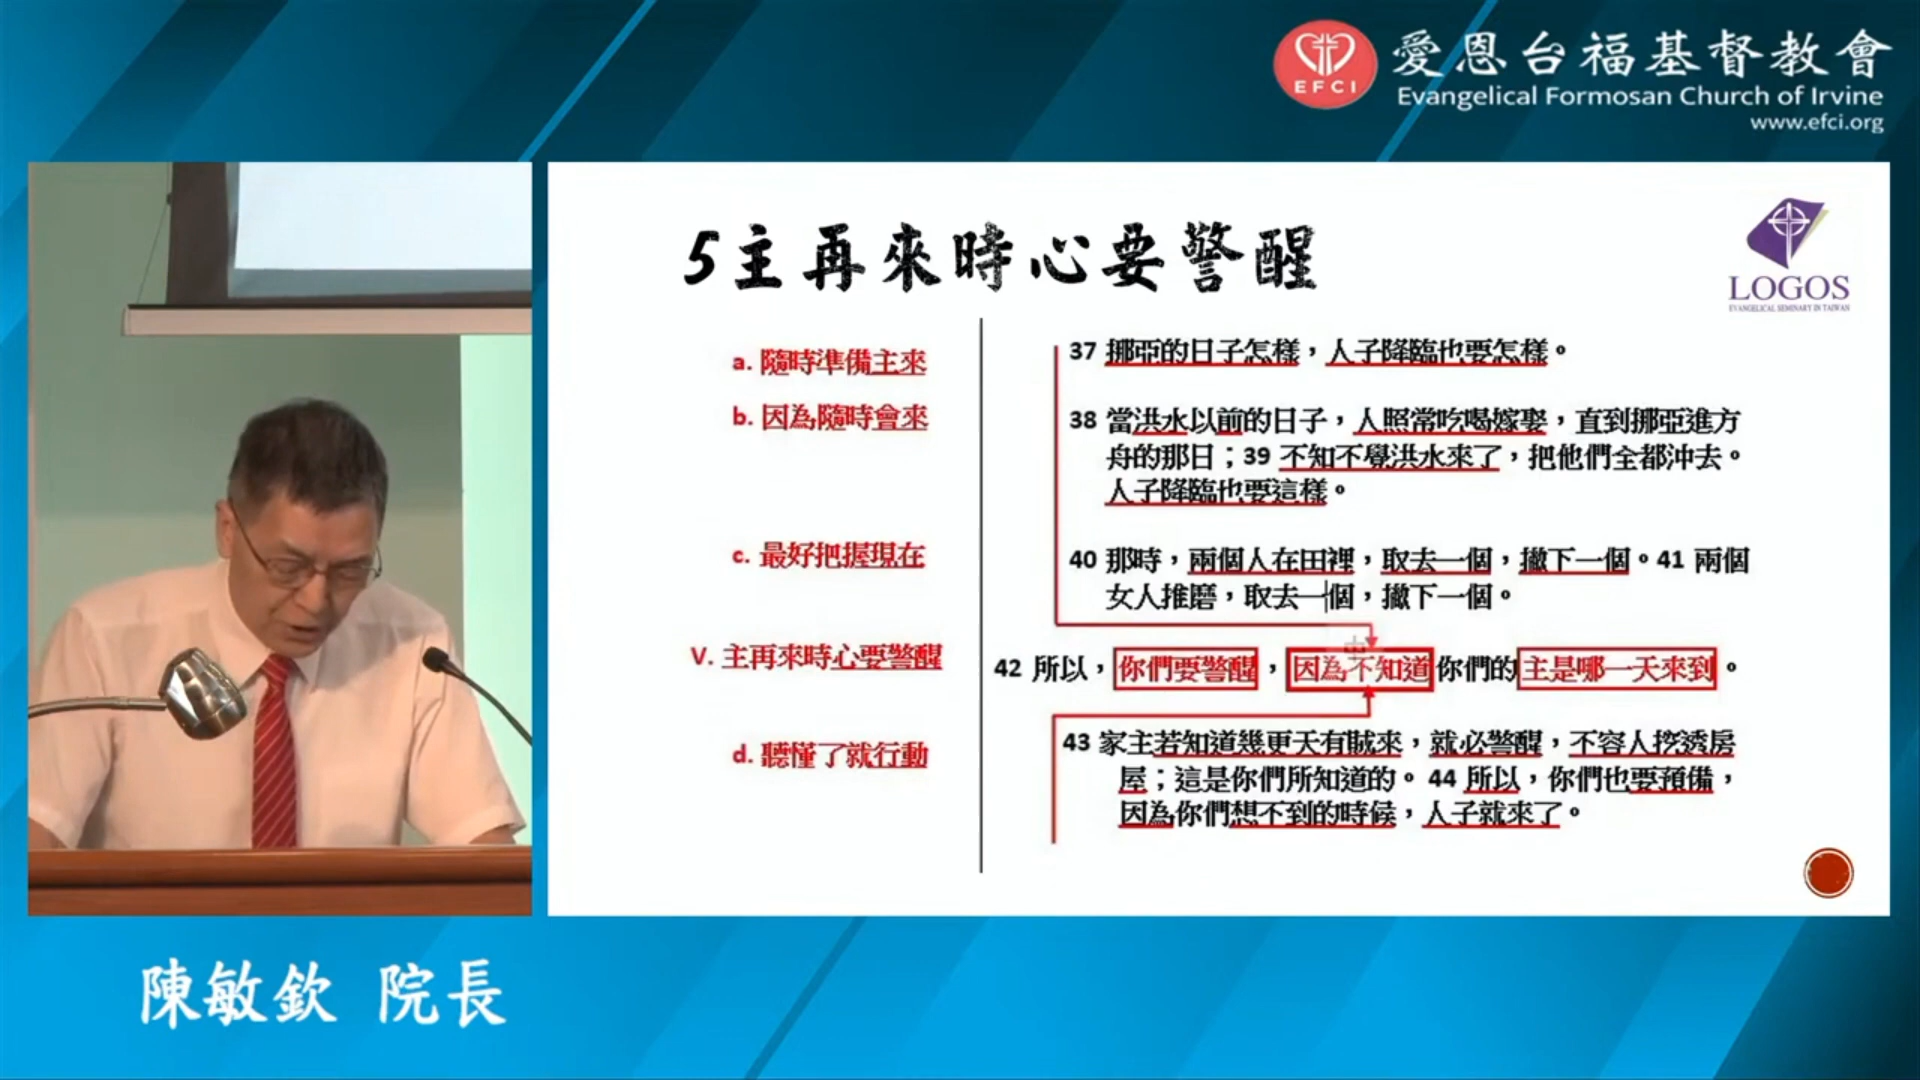 愛恩台福基督教會
EFCI
Evangelical Formosan Church of Irvine
www.efci.org
5主再來時心要警醒
LOGOS
EVANGELICAL SEMINARY IN TAIWAN
a. 隨時準備主來
b. 因為隨時會來
c. 最好把握現在
V. 主再來時心要警醒
d. 聽懂了就行動
37 挪亞的日子怎樣，人子降臨也要怎樣。
38 當洪水以前的日子，人照常吃喝嫁娶，直到挪亞進方
舟的那日；39 不知不覺洪水來了，把他們全都沖去。
人子降臨也要這樣。
40 那時，兩個人在田裡，取去一個，撇下一個。41 兩個
女人推磨，取去一個，撇下一個。
42 所以，你們要警醒，因為不知道你們的主是哪一天來到。
43 家主若知道幾更天有賊來，就必警醒，不容人挖透房
屋；這是你們所知道的。44 所以，你們也要預備，
因為你們想不到的時候，人子就來了。
陳敏欽 院長